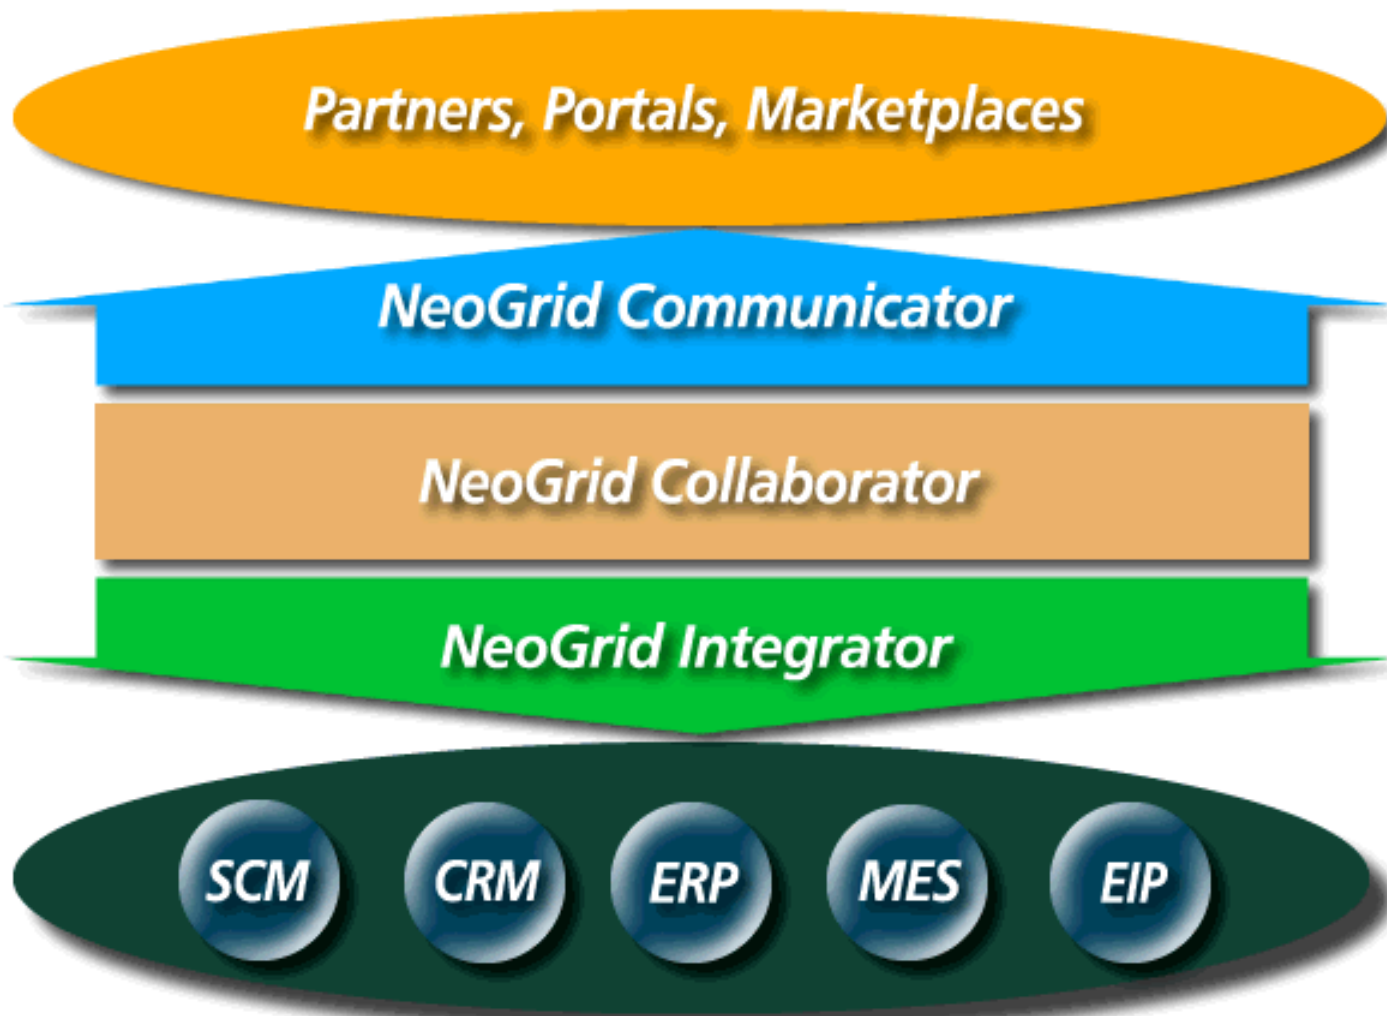 Partners, Portals, Marketplaces
NeoGrid Communicator
NeoGrid Collaborator
NeoGrid Integrator
SCM CRM ERP MES EIP